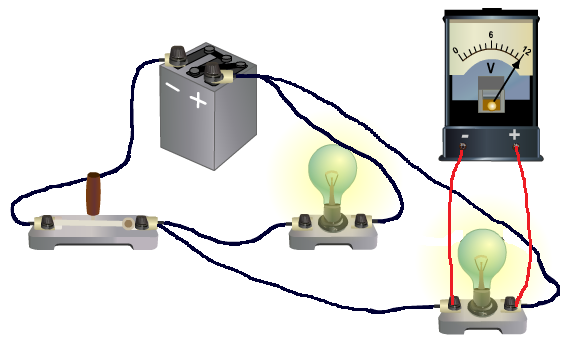 0 6 12
V
- +
− +